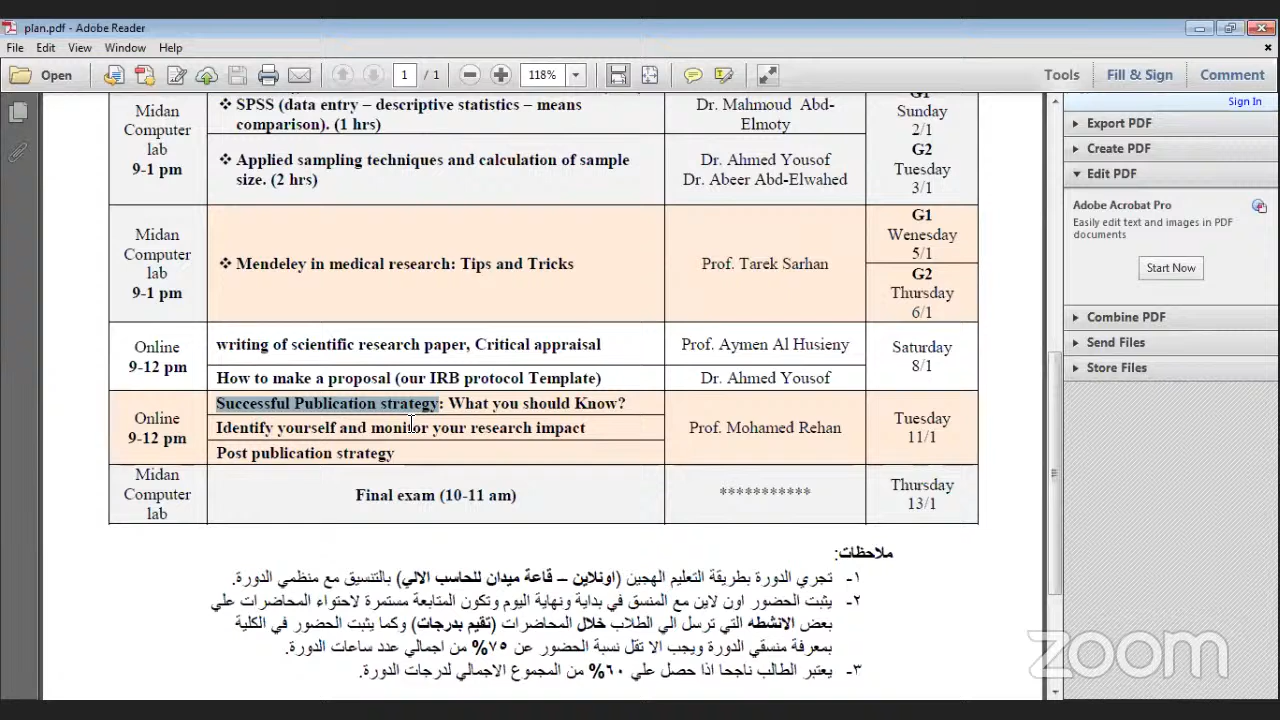 plan.pdf - Adobe Reader
File Edit View Window Help
Open 1 / 1 118% Tools Fill & Sign Comment
Sign In
Export PDF
Create PDF
Edit PDF
Adobe Acrobat Pro
Easily edit text and images in PDF
documents
Start Now
Combine PDF
Send Files
Store Files
Midan
Computer
lab
9-1 pm
❖ SPSS (data entry – descriptive statistics – means
comparison). (1 hrs)
Dr. Mahmoud Abd-
Elmoty
❖ Applied sampling techniques and calculation of sample
size. (2 hrs)
Dr. Ahmed Yousof
Dr. Abeer Abd-Elwahed
G1
Sunday
2/1
G2
Tuesday
3/1
Midan
Computer
lab
9-1 pm
❖ Mendeley in medical research: Tips and Tricks
Prof. Tarek Sarhan
G1
Wenesday
5/1
G2
Thursday
6/1
Online
9-12 pm
writing of scientific research paper, Critical appraisal
Prof. Aymen Al Husieny
How to make a proposal (our IRB protocol Template)
Dr. Ahmed Yousof
Saturday
8/1
Online
9-12 pm
Successful Publication strategy: What you should Know?
Identify yourself and monitor your research impact
Post publication strategy
Prof. Mohamed Rehan
Tuesday
11/1
Midan
Computer
lab
Final exam (10-11 am)
***********
Thursday
13/1
ملاحظات:
١- تجري الدورة بطريقة التعليم الهجين (اونلاين – قاعة ميدان للحاسب الالي) بالتنسيق مع منظمي الدورة.
٢- يثبت الحضور اون لاين مع المنسق في بداية ونهاية اليوم وتكون المتابعة مستمرة لاحتواء المحاضرات علي
بعض الانشطه التي ترسل الي الطلاب خلال المحاضرات (تقيم بدرجات) وكما يثبت الحضور في الكلية
بمعرفة منسقي الدورة ويجب الا تقل نسبة الحضور عن ٧٥% من اجمالي عدد ساعات الدورة.
٣- يعتبر الطالب ناجحا اذا حصل علي ٦٠% من المجموع الاجمالي لدرجات الدورة.
zoom